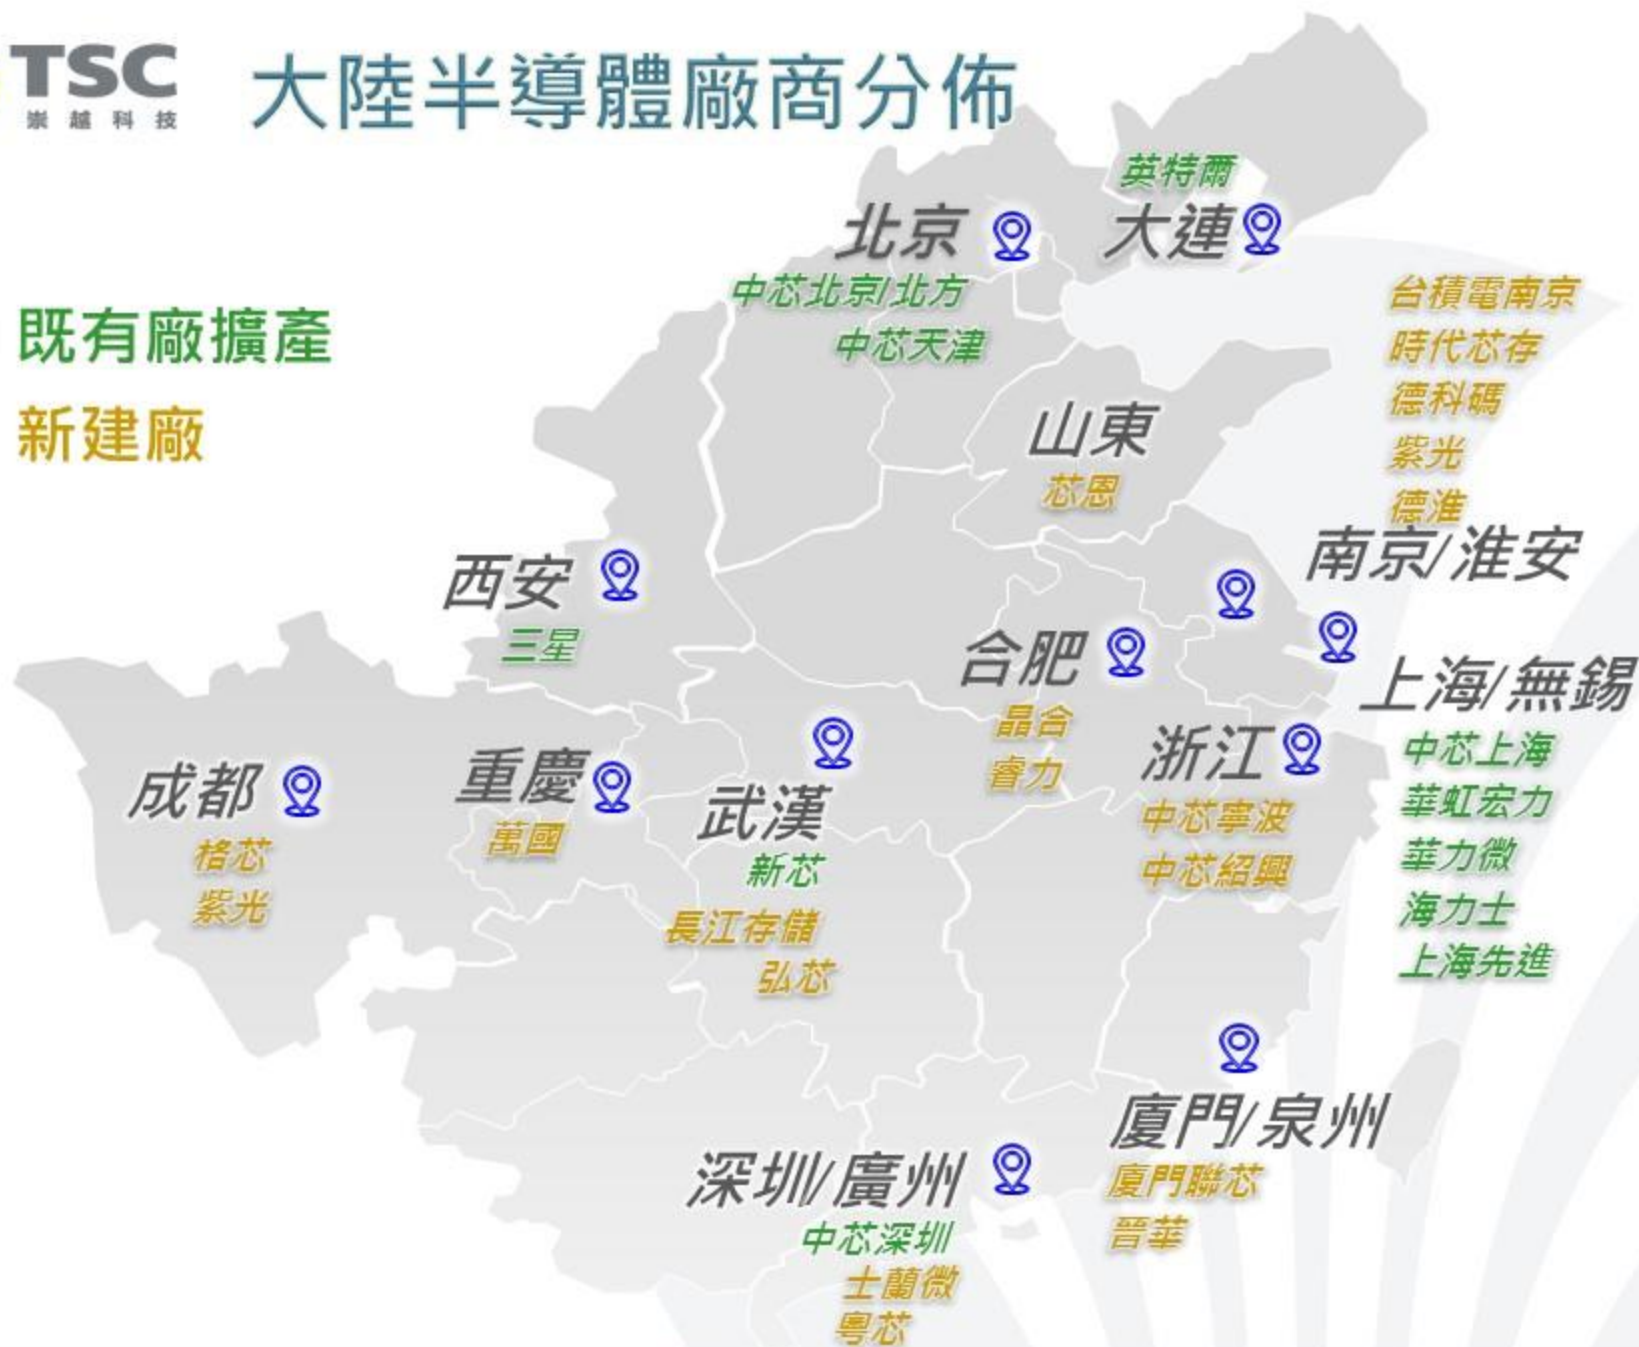 TSC
崇越科技
大陸半導體廠商分佈
既有廠擴產
新建廠
英特爾
大連
北京
中芯北京/北方
中芯天津
台積電南京
時代芯存
德科碼
紫光
德淮
南京/淮安
山東
芯恩
西安
三星
合肥
晶合
睿力
上海/無錫
中芯上海
華虹宏力
華力微
海力士
上海先進
浙江
中芯寧波
中芯紹興
成都
格芯
紫光
重慶
萬國
武漢
新芯
長江存儲
弘芯
廈門/泉州
廈門聯芯
晉華
深圳/廣州
中芯深圳
士蘭微
粵芯